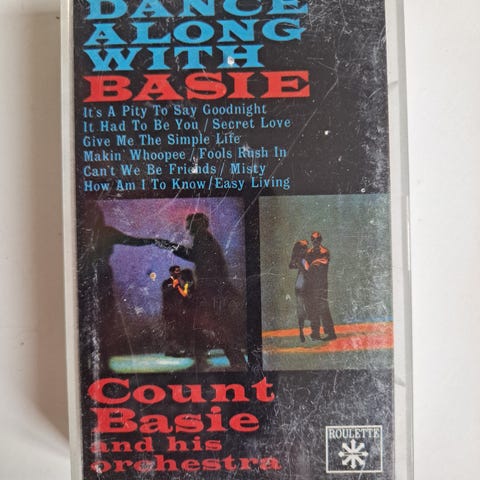 DANCE
ALONG
WITH
BASIE
It's A Pity To Say Goodnight
It Had To Be You / Secret Love
Give Me The Simple Life
Makin' Whoopee / Fools Rush In
Can't We Be Friends / Misty
How Am I To Know / Easy Living
Count
Basie
and his
orchestra
ROULETTE